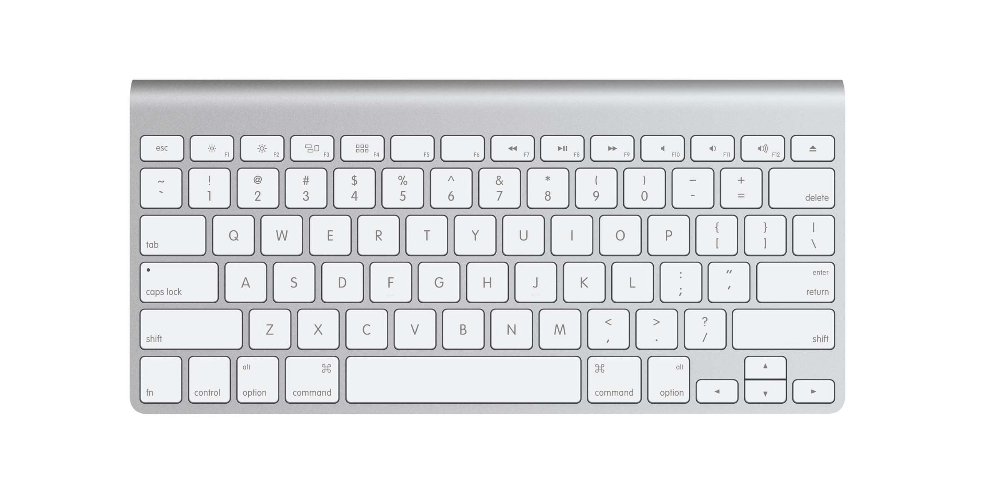 esc F1 F2 F3 F4 F5 F6 F7 F8 F9 F10 F11 F12
~ ! @ # $ % ^ & * ( ) – +
` 1 2 3 4 5 6 7 8 9 0 - = delete
tab Q W E R T Y U I O P { [ } ] | \
caps lock A S D F G H J K L : ; " ' enter return
shift Z X C V B N M < , > . ? / shift
fn control alt option ⌘ command ⌘ command alt option